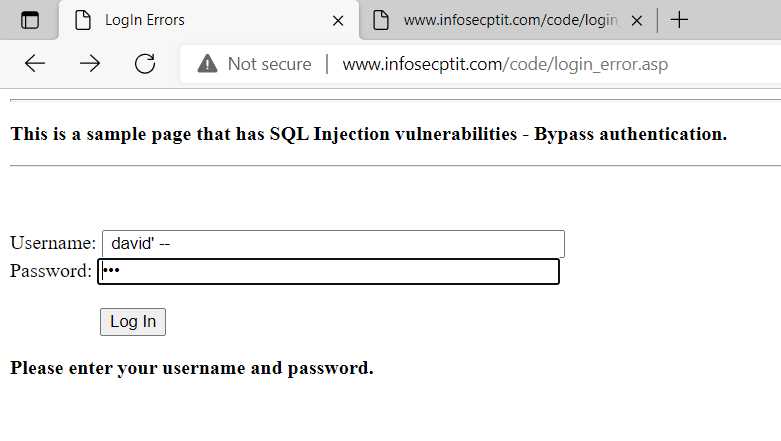 LogIn Errors
www.infosecptit.com/code/login
Not secure
www.infosecptit.com/code/login_error.asp
This is a sample page that has SQL Injection vulnerabilities - Bypass authentication.
Username: david' --
Password: •••
Log In
Please enter your username and password.